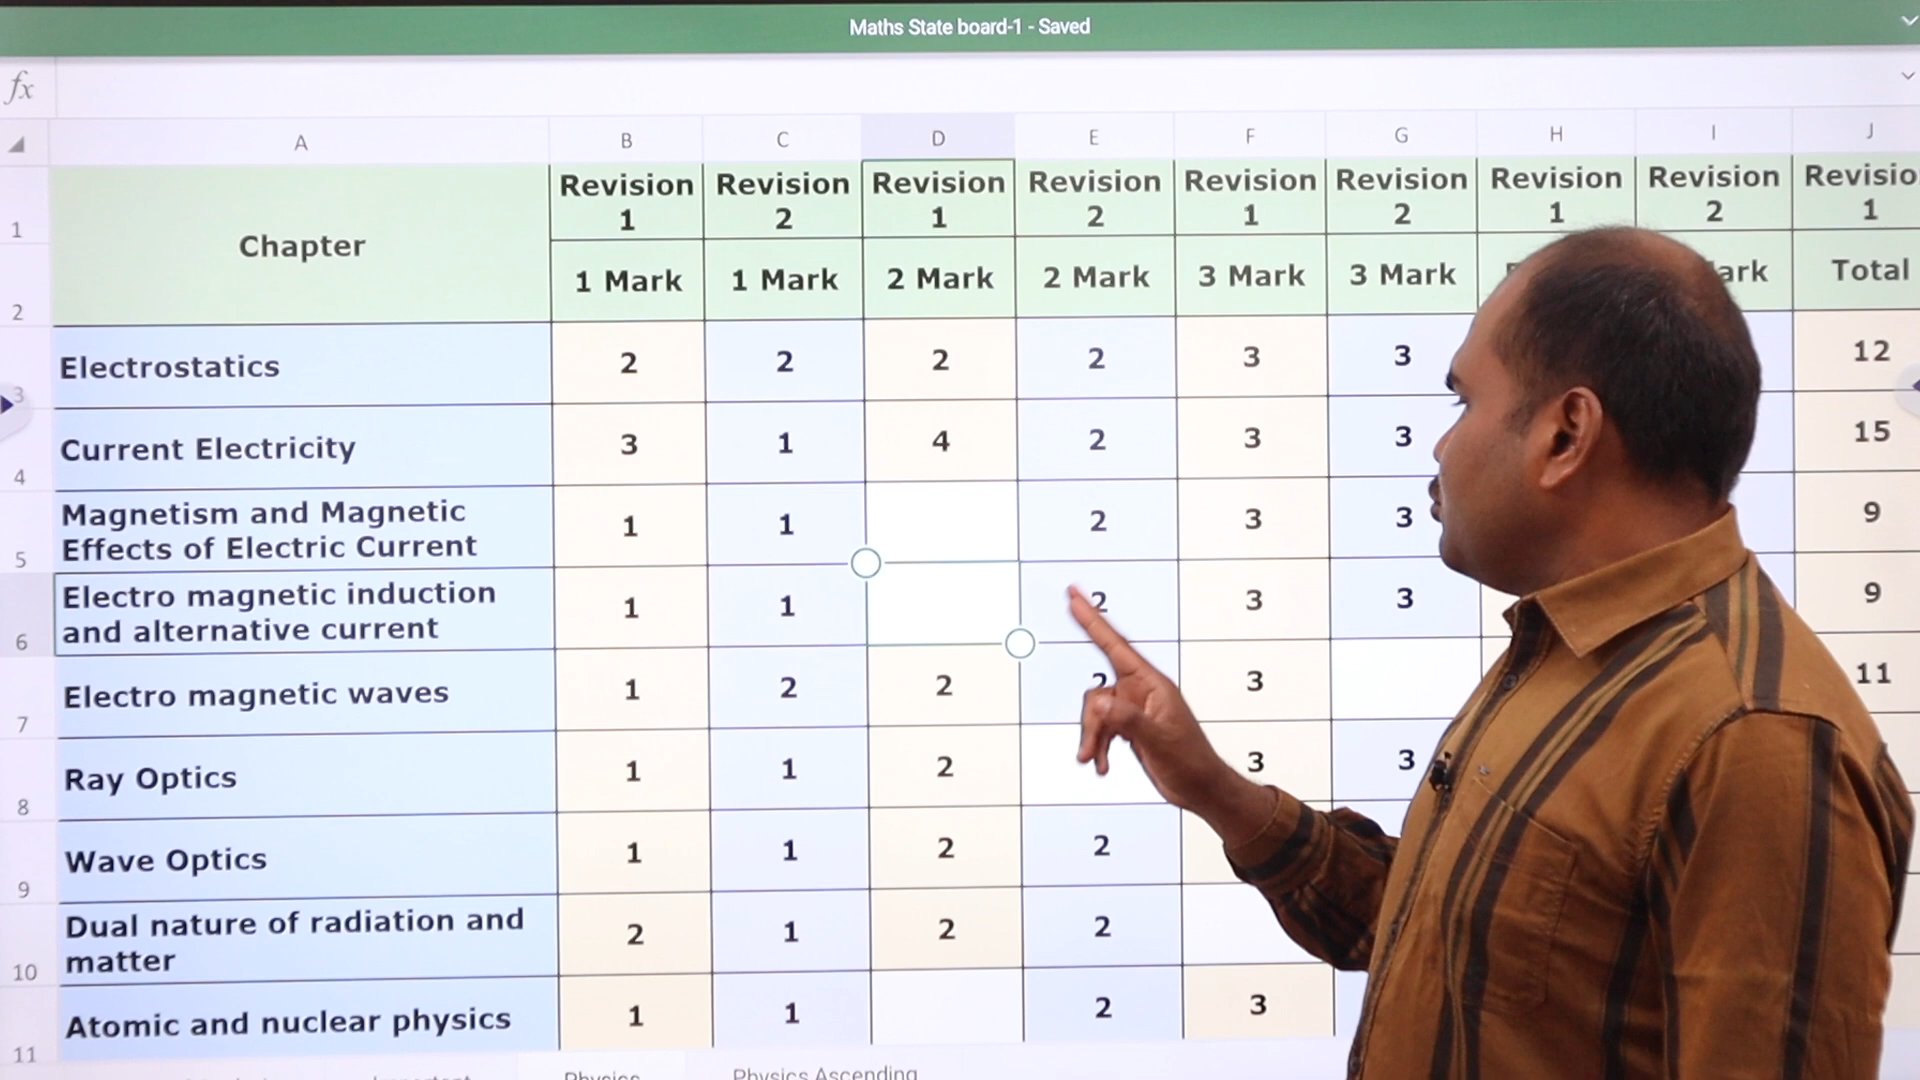 Maths State board-1 - Saved
fx
A B C D E F G H I J
1 Revision 1 Revision 2 Revision 1 Revision 2 Revision 1 Revision 2 Revision 1 Revision 2 1
2 Chapter 1 Mark 1 Mark 2 Mark 2 Mark 3 Mark 3 Mark Total
3 Electrostatics 2 2 2 2 3 3 12
4 Current Electricity 3 1 4 2 3 3 15
5 Magnetism and Magnetic Effects of Electric Current 1 1 2 3 3 9
6 Electro magnetic induction and alternative current 1 1 2 3 3 9
7 Electro magnetic waves 1 2 2 2 3 11
8 Ray Optics 1 1 2 3 3
9 Wave Optics 1 1 2 2
10 Dual nature of radiation and matter 2 1 2 2
11 Atomic and nuclear physics 1 1 2 3
Physics Physics Ascending